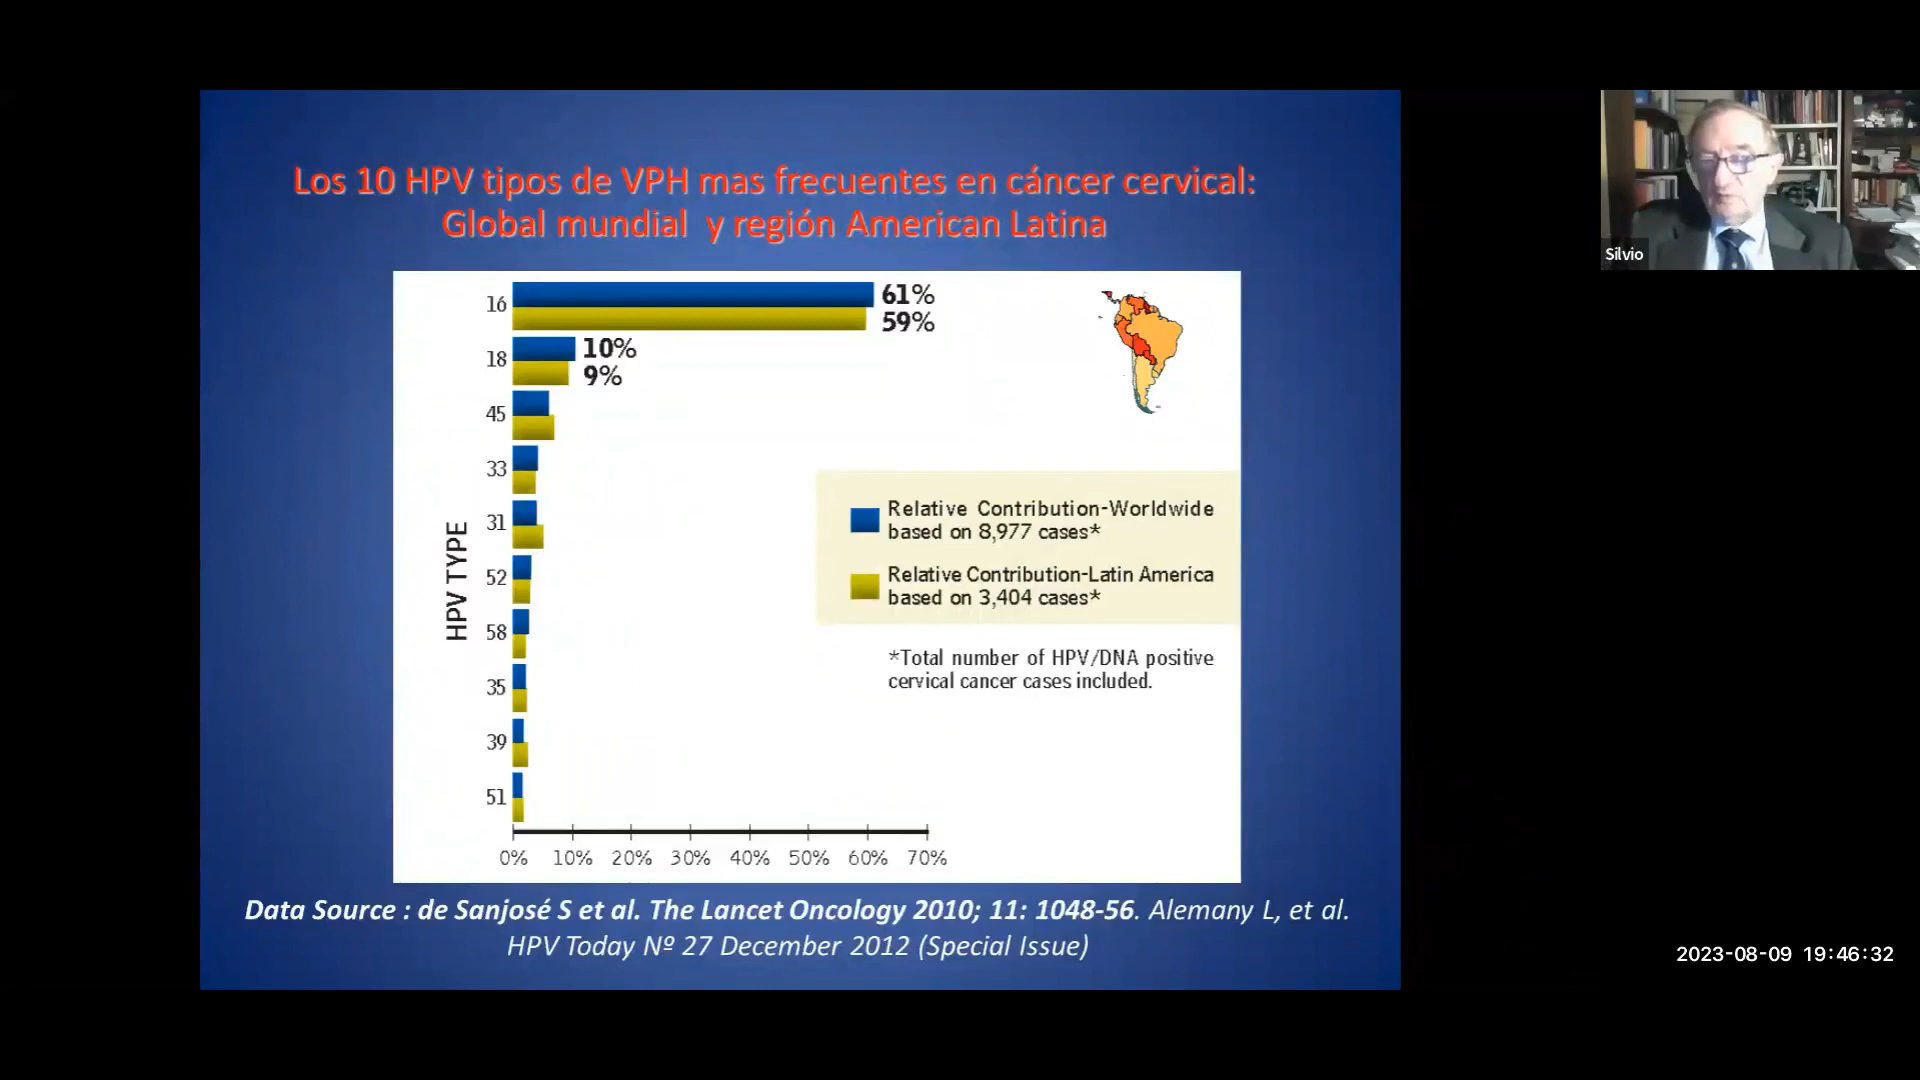 Los 10 HPV tipos de VPH mas frecuentes en cáncer cervical:
Global mundial y región American Latina
Silvio
HPV TYPE
16
61%
59%
18
10%
9%
45
33
31
52
58
35
39
51
0% 10% 20% 30% 40% 50% 60% 70%
Relative Contribution-Worldwide
based on 8,977 cases*
Relative Contribution-Latin America
based on 3,404 cases*
*Total number of HPV/DNA positive
cervical cancer cases included.
Data Source : de Sanjosé S et al. The Lancet Oncology 2010; 11: 1048-56. Alemany L, et al.
HPV Today Nº 27 December 2012 (Special Issue)
2023-08-09 19:46:32